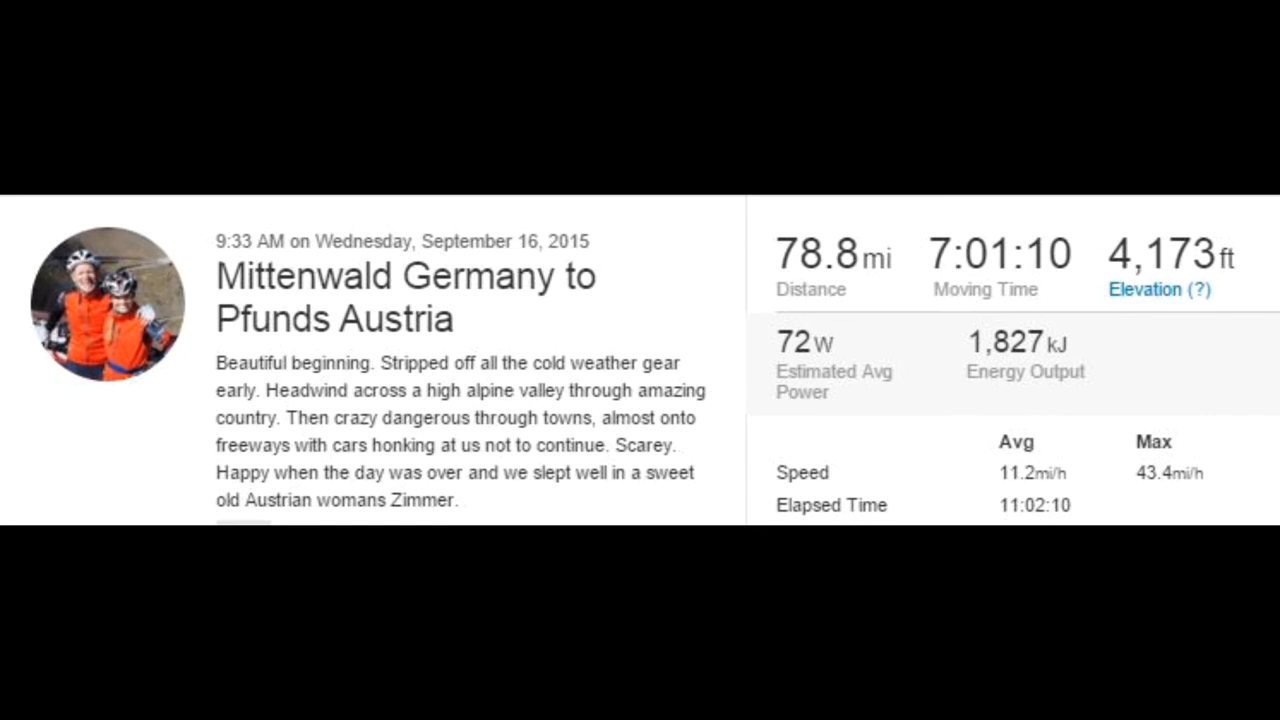 9:33 AM on Wednesday, September 16, 2015
Mittenwald Germany to
Pfunds Austria
Beautiful beginning. Stripped off all the cold weather gear
early. Headwind across a high alpine valley through amazing
country. Then crazy dangerous through towns, almost onto
freeways with cars honking at us not to continue. Scarey.
Happy when the day was over and we slept well in a sweet
old Austrian womans Zimmer.
78.8mi 7:01:10 4,173ft
Distance Moving Time Elevation (?)
72W 1,827kJ
Estimated Avg Energy Output
Power
Avg Max
Speed 11.2mi/h 43.4mi/h
Elapsed Time 11:02:10